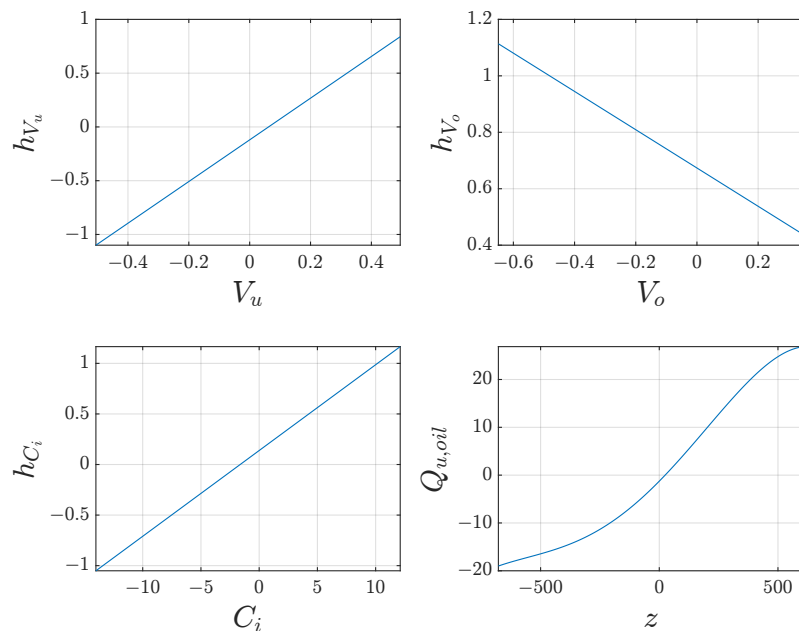 1
0.5
0
−0.5
−1
h_{V_u}
−0.4 −0.2 0 0.2 0.4
V_u
1.2
1
0.8
0.6
0.4
h_{V_o}
−0.6 −0.4 −0.2 0 0.2
V_o
1
0.5
0
−0.5
−1
h_{C_i}
−10 −5 0 5 10
C_i
20
10
0
−10
−20
Q_{u,oil}
−500 0 500
z